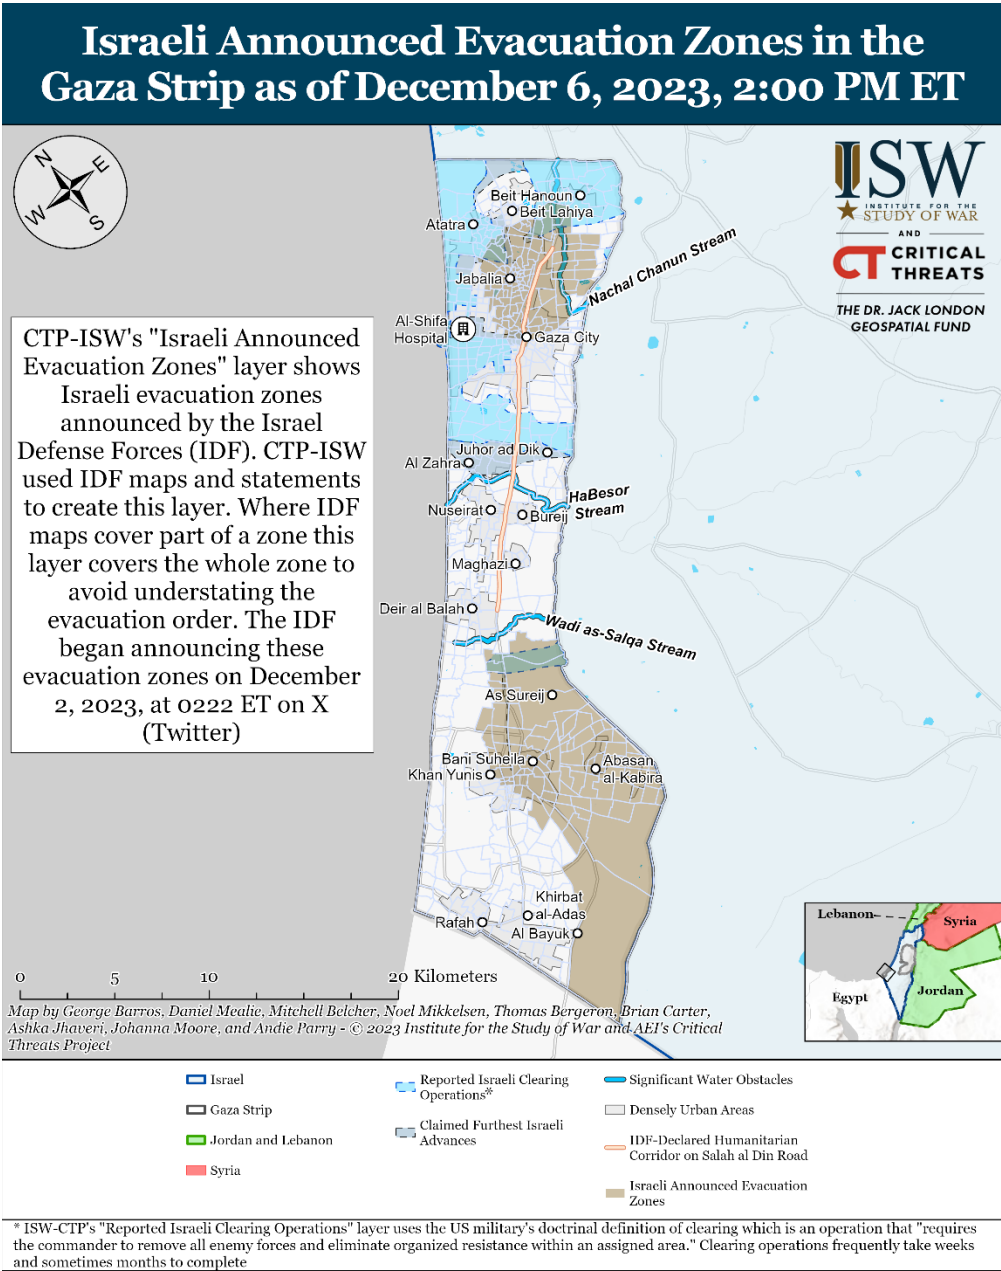 Israeli Announced Evacuation Zones in the
Gaza Strip as of December 6, 2023, 2:00 PM ET
N
E
W
S
ISW
INSTITUTE FOR THE
STUDY OF WAR
AND
CT CRITICAL
THREATS
THE DR. JACK LONDON
GEOSPATIAL FUND
Beit Hanoun
Beit Lahiya
Atatra
Nachal Chanun Stream
Jabalia
Al-Shifa
Hospital
Gaza City
CTP-ISW's "Israeli Announced
Evacuation Zones" layer shows
Israeli evacuation zones
announced by the Israel
Defense Forces (IDF). CTP-ISW
used IDF maps and statements
to create this layer. Where IDF
maps cover part of a zone this
layer covers the whole zone to
avoid understating the
evacuation order. The IDF
began announcing these
evacuation zones on December
2, 2023, at 0222 ET on X
(Twitter)
Juhor ad Dik
Al Zahra
HaBesor
Stream
Nuseirat
Bureij
Maghazi
Deir al Balah
Wadi as-Salqa Stream
As Sureij
Bani Suheila
Abasan
al-Kabira
Khan Yunis
Khirbat
al-Adas
Rafah
Al Bayuk
Lebanon
Syria
Egypt
Jordan
0 5 10 20 Kilometers
Map by George Barros, Daniel Mealie, Mitchell Belcher, Noel Mikkelsen, Thomas Bergeron, Brian Carter,
Ashka Jhaveri, Johanna Moore, and Andie Parry - © 2023 Institute for the Study of War and AEI's Critical
Threats Project
Israel
Gaza Strip
Jordan and Lebanon
Syria
Reported Israeli Clearing
Operations*
Claimed Furthest Israeli
Advances
Significant Water Obstacles
Densely Urban Areas
IDF-Declared Humanitarian
Corridor on Salah al Din Road
Israeli Announced Evacuation
Zones
* ISW-CTP's "Reported Israeli Clearing Operations" layer uses the US military's doctrinal definition of clearing which is an operation that "requires
the commander to remove all enemy forces and eliminate organized resistance within an assigned area." Clearing operations frequently take weeks
and sometimes months to complete